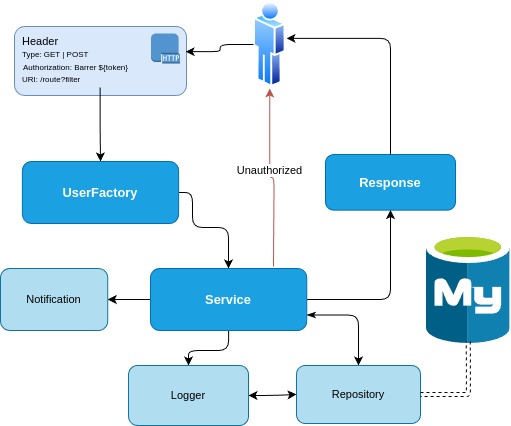 Header
Type: GET | POST
Authorization: Barrer ${token}
URI: /route?filter
HTTP
Unauthorized
UserFactory
Response
Notification
Service
My
Logger
Repository